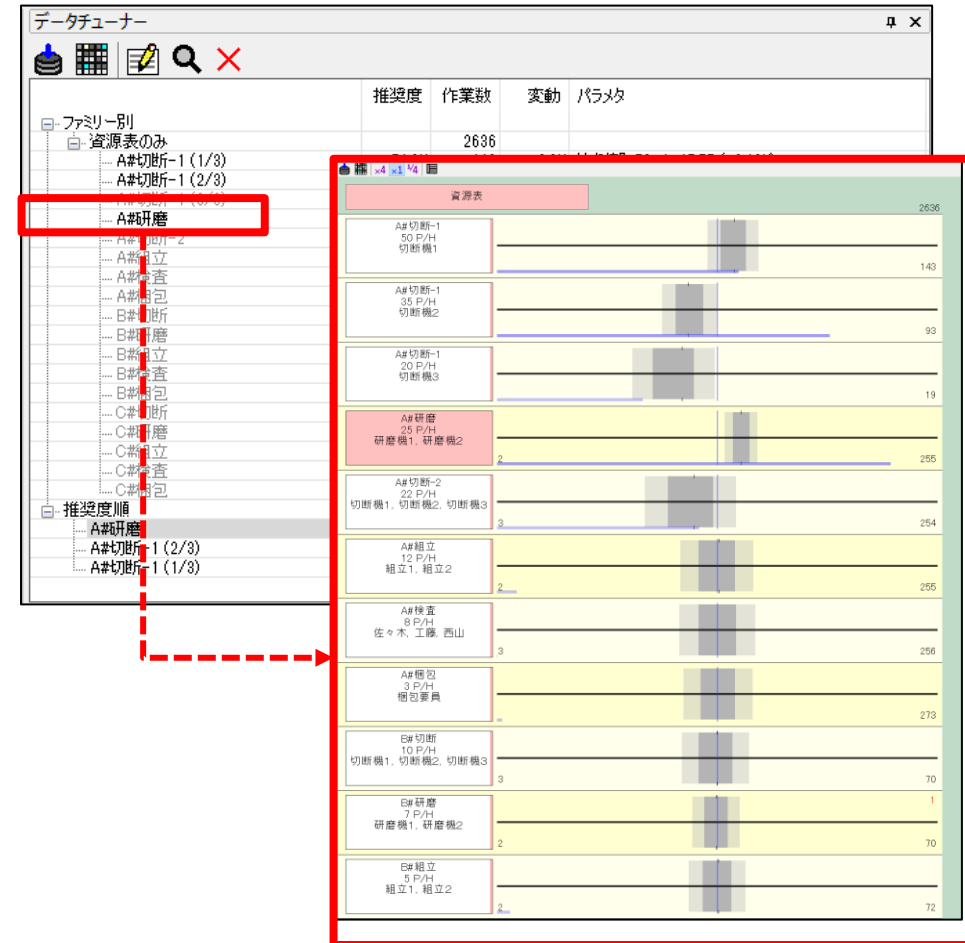 データチューナー
推奨度 作業数 変動 パラメタ
ファミリー別
資源表のみ 2636
A#切断-1 (1/3)
A#切断-1 (2/3)
A#研磨
A#切断-2
A#組立
A#検査
A#梱包
B#切断
B#研磨
B#組立
B#検査
B#梱包
C#切断
C#研磨
C#組立
C#検査
C#梱包
推奨度順
A#研磨
A#切断-1 (2/3)
A#切断-1 (1/3)
x4 x1 1/4
資源表
2636
A#切断-1
50 P/H
切断機1
143
A#切断-1
35 P/H
切断機2
93
A#切断-1
20 P/H
切断機3
19
A#研磨
25 P/H
研磨機1, 研磨機2
2
255
A#切断-2
22 P/H
切断機1, 切断機2, 切断機3
3
254
A#組立
12 P/H
組立1, 組立2
2
255
A#検査
8 P/H
佐々木, 工藤, 西山
3
256
A#梱包
3 P/H
梱包要員
273
B#切断
10 P/H
切断機1, 切断機2, 切断機3
3
70
B#研磨
7 P/H
研磨機1, 研磨機2
1
2
70
B#組立
5 P/H
組立1, 組立2
2
72